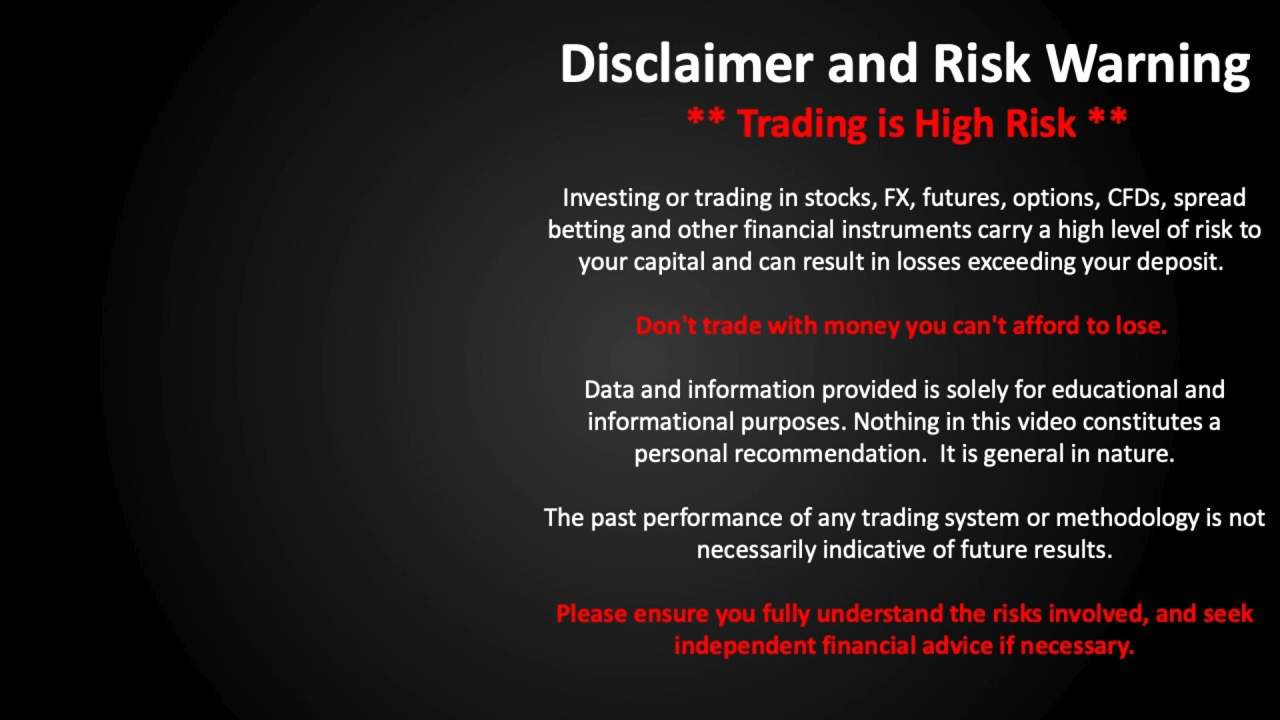 Disclaimer and Risk Warning
** Trading is High Risk **
Investing or trading in stocks, FX, futures, options, CFDs, spread
betting and other financial instruments carry a high level of risk to
your capital and can result in losses exceeding your deposit.
Don't trade with money you can't afford to lose.
Data and information provided is solely for educational and
informational purposes. Nothing in this video constitutes a
personal recommendation.  It is general in nature.
The past performance of any trading system or methodology is not
necessarily indicative of future results.
Please ensure you fully understand the risks involved, and seek
independent financial advice if necessary.